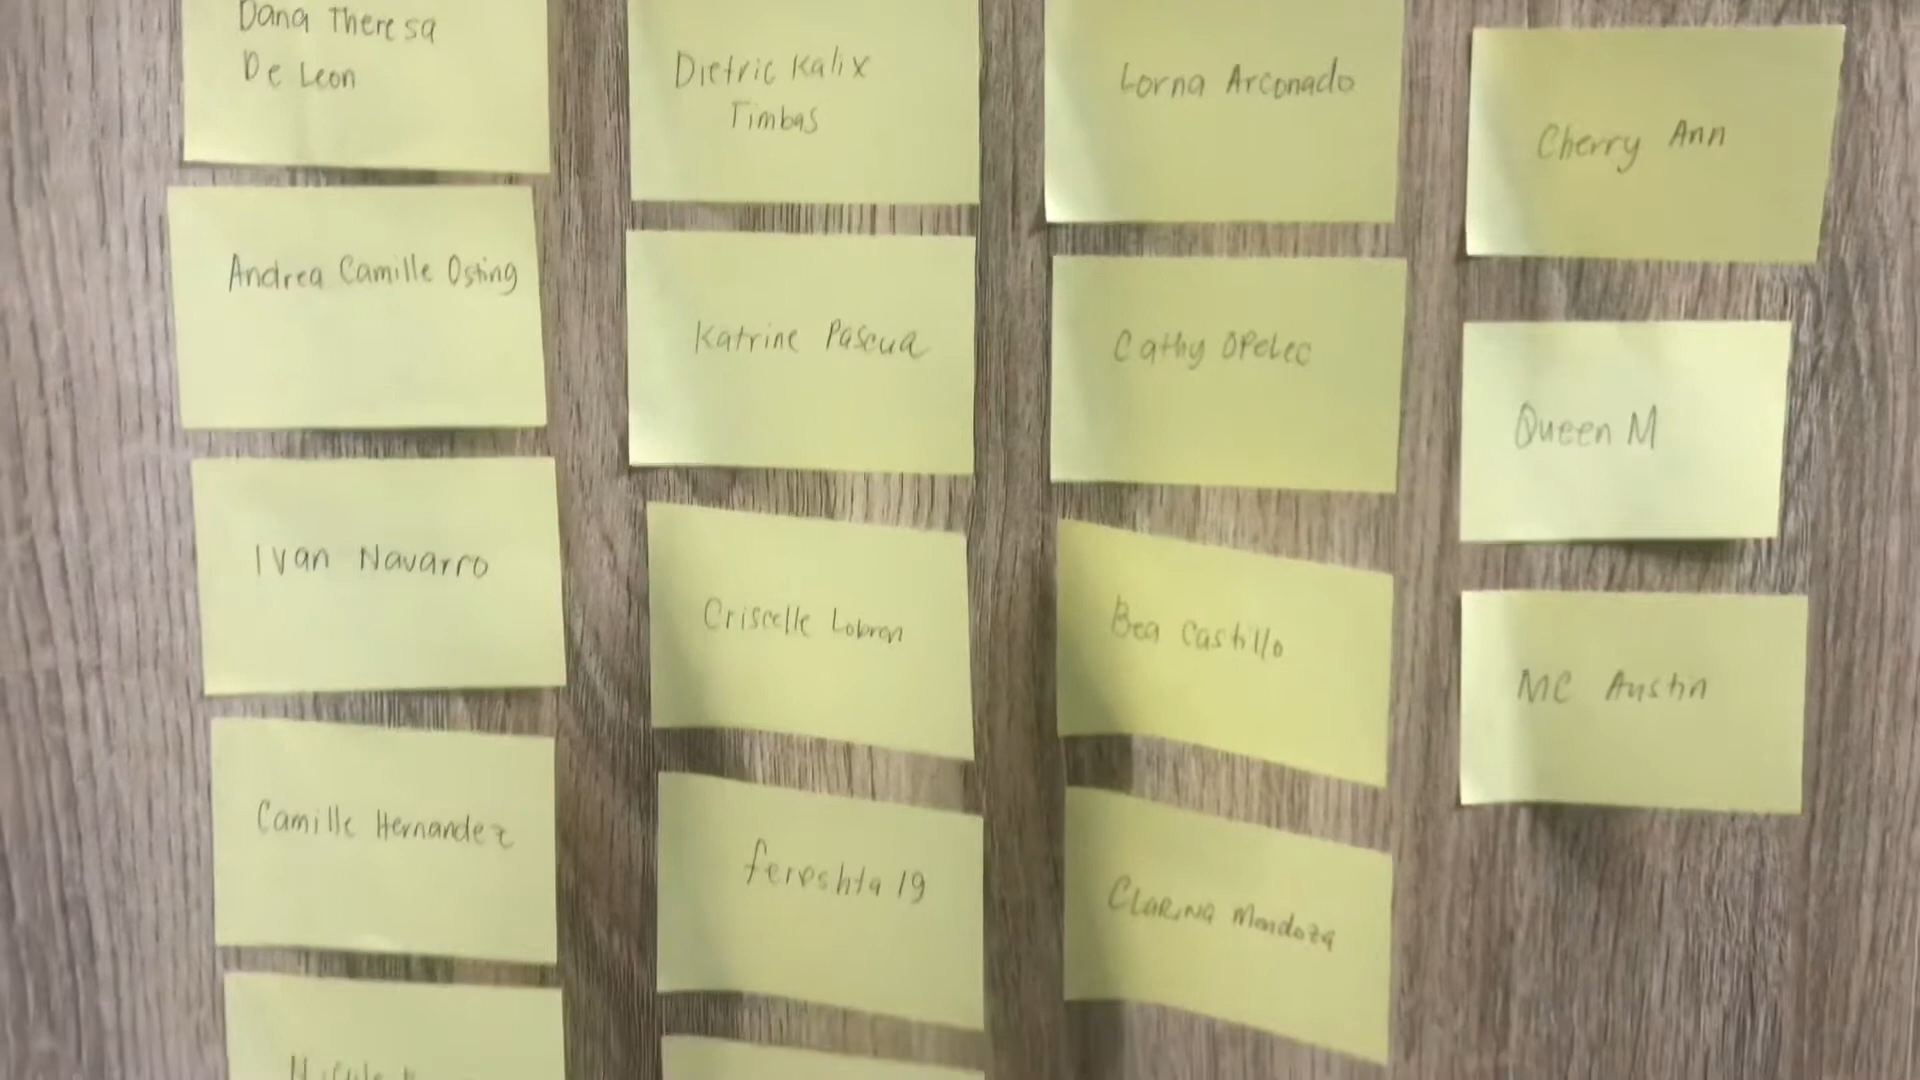 Dana Theresa
De Leon
Andrea Camille Osting
Ivan Navarro
Camille Hernandez
Dietric Kalix
Timbas
Katrine Pascua
Criscelle Lobron
fereshta 19
Lorna Arconado
Cathy Opelec
Bea Castillo
Clarina Mendoza
Cherry Ann
Queen M
MC Austin